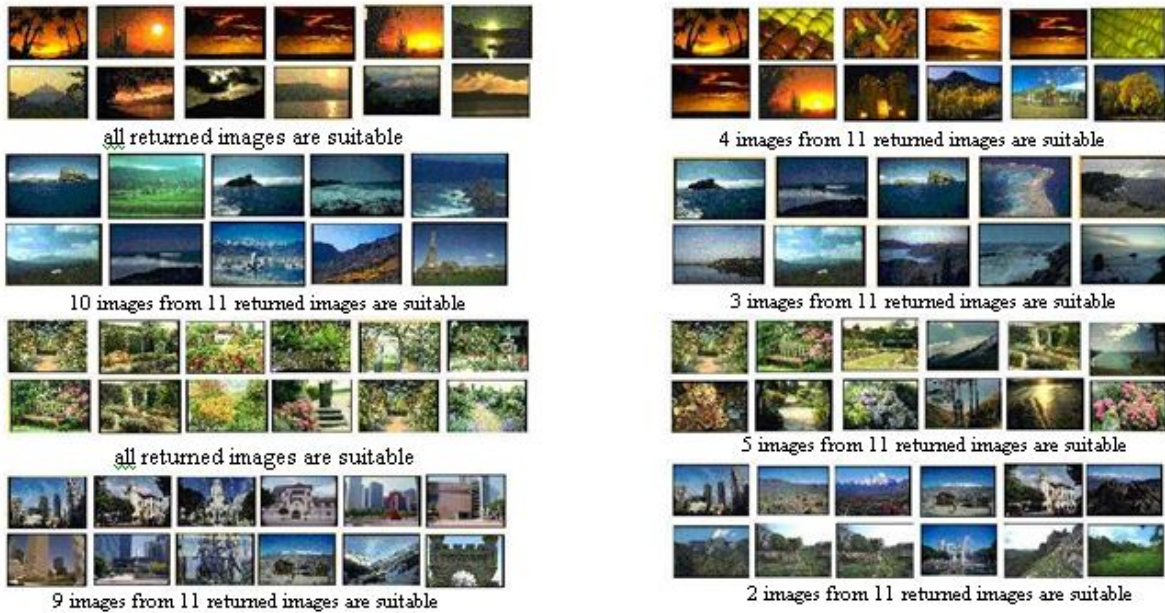 all returned images are suitable
4 images from 11 returned images are suitable
10 images from 11 returned images are suitable
3 images from 11 returned images are suitable
all returned images are suitable
5 images from 11 returned images are suitable
9 images from 11 returned images are suitable
2 images from 11 returned images are suitable